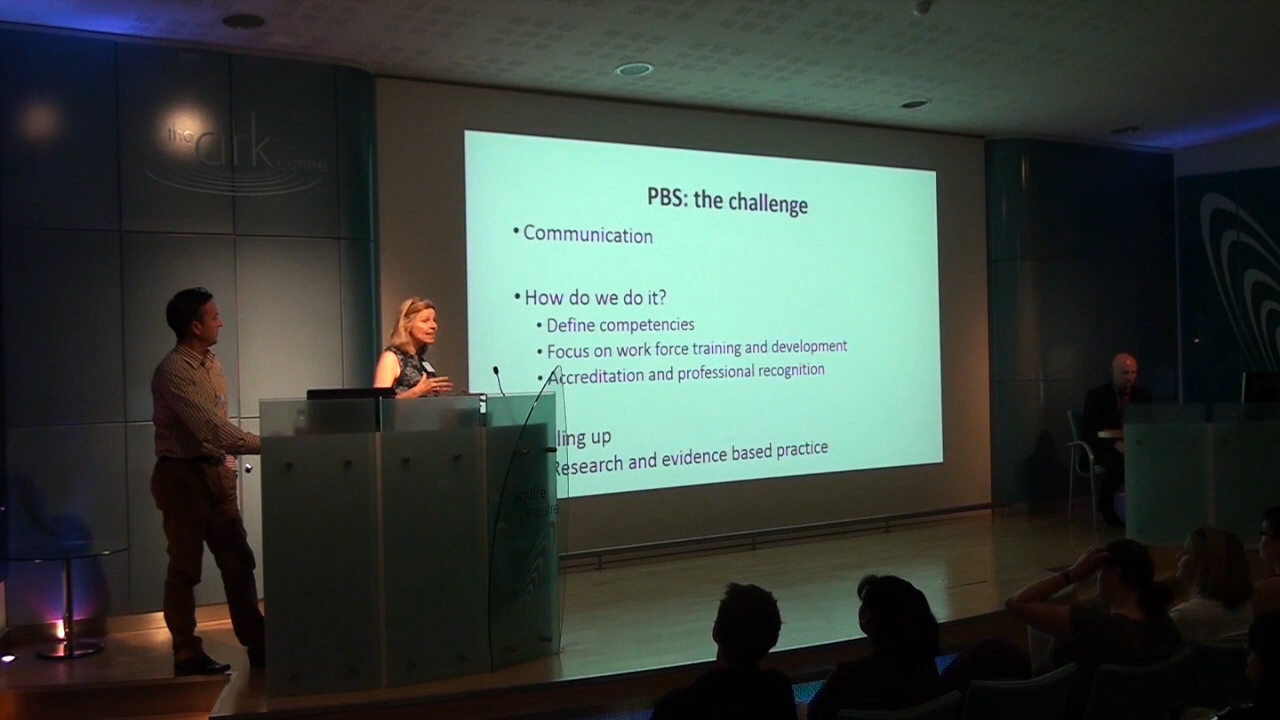 the ark centre
PBS: the challenge
• Communication
• How do we do it?
• Define competencies
• Focus on work force training and development
• Accreditation and professional recognition
ling up
Research and evidence based practice